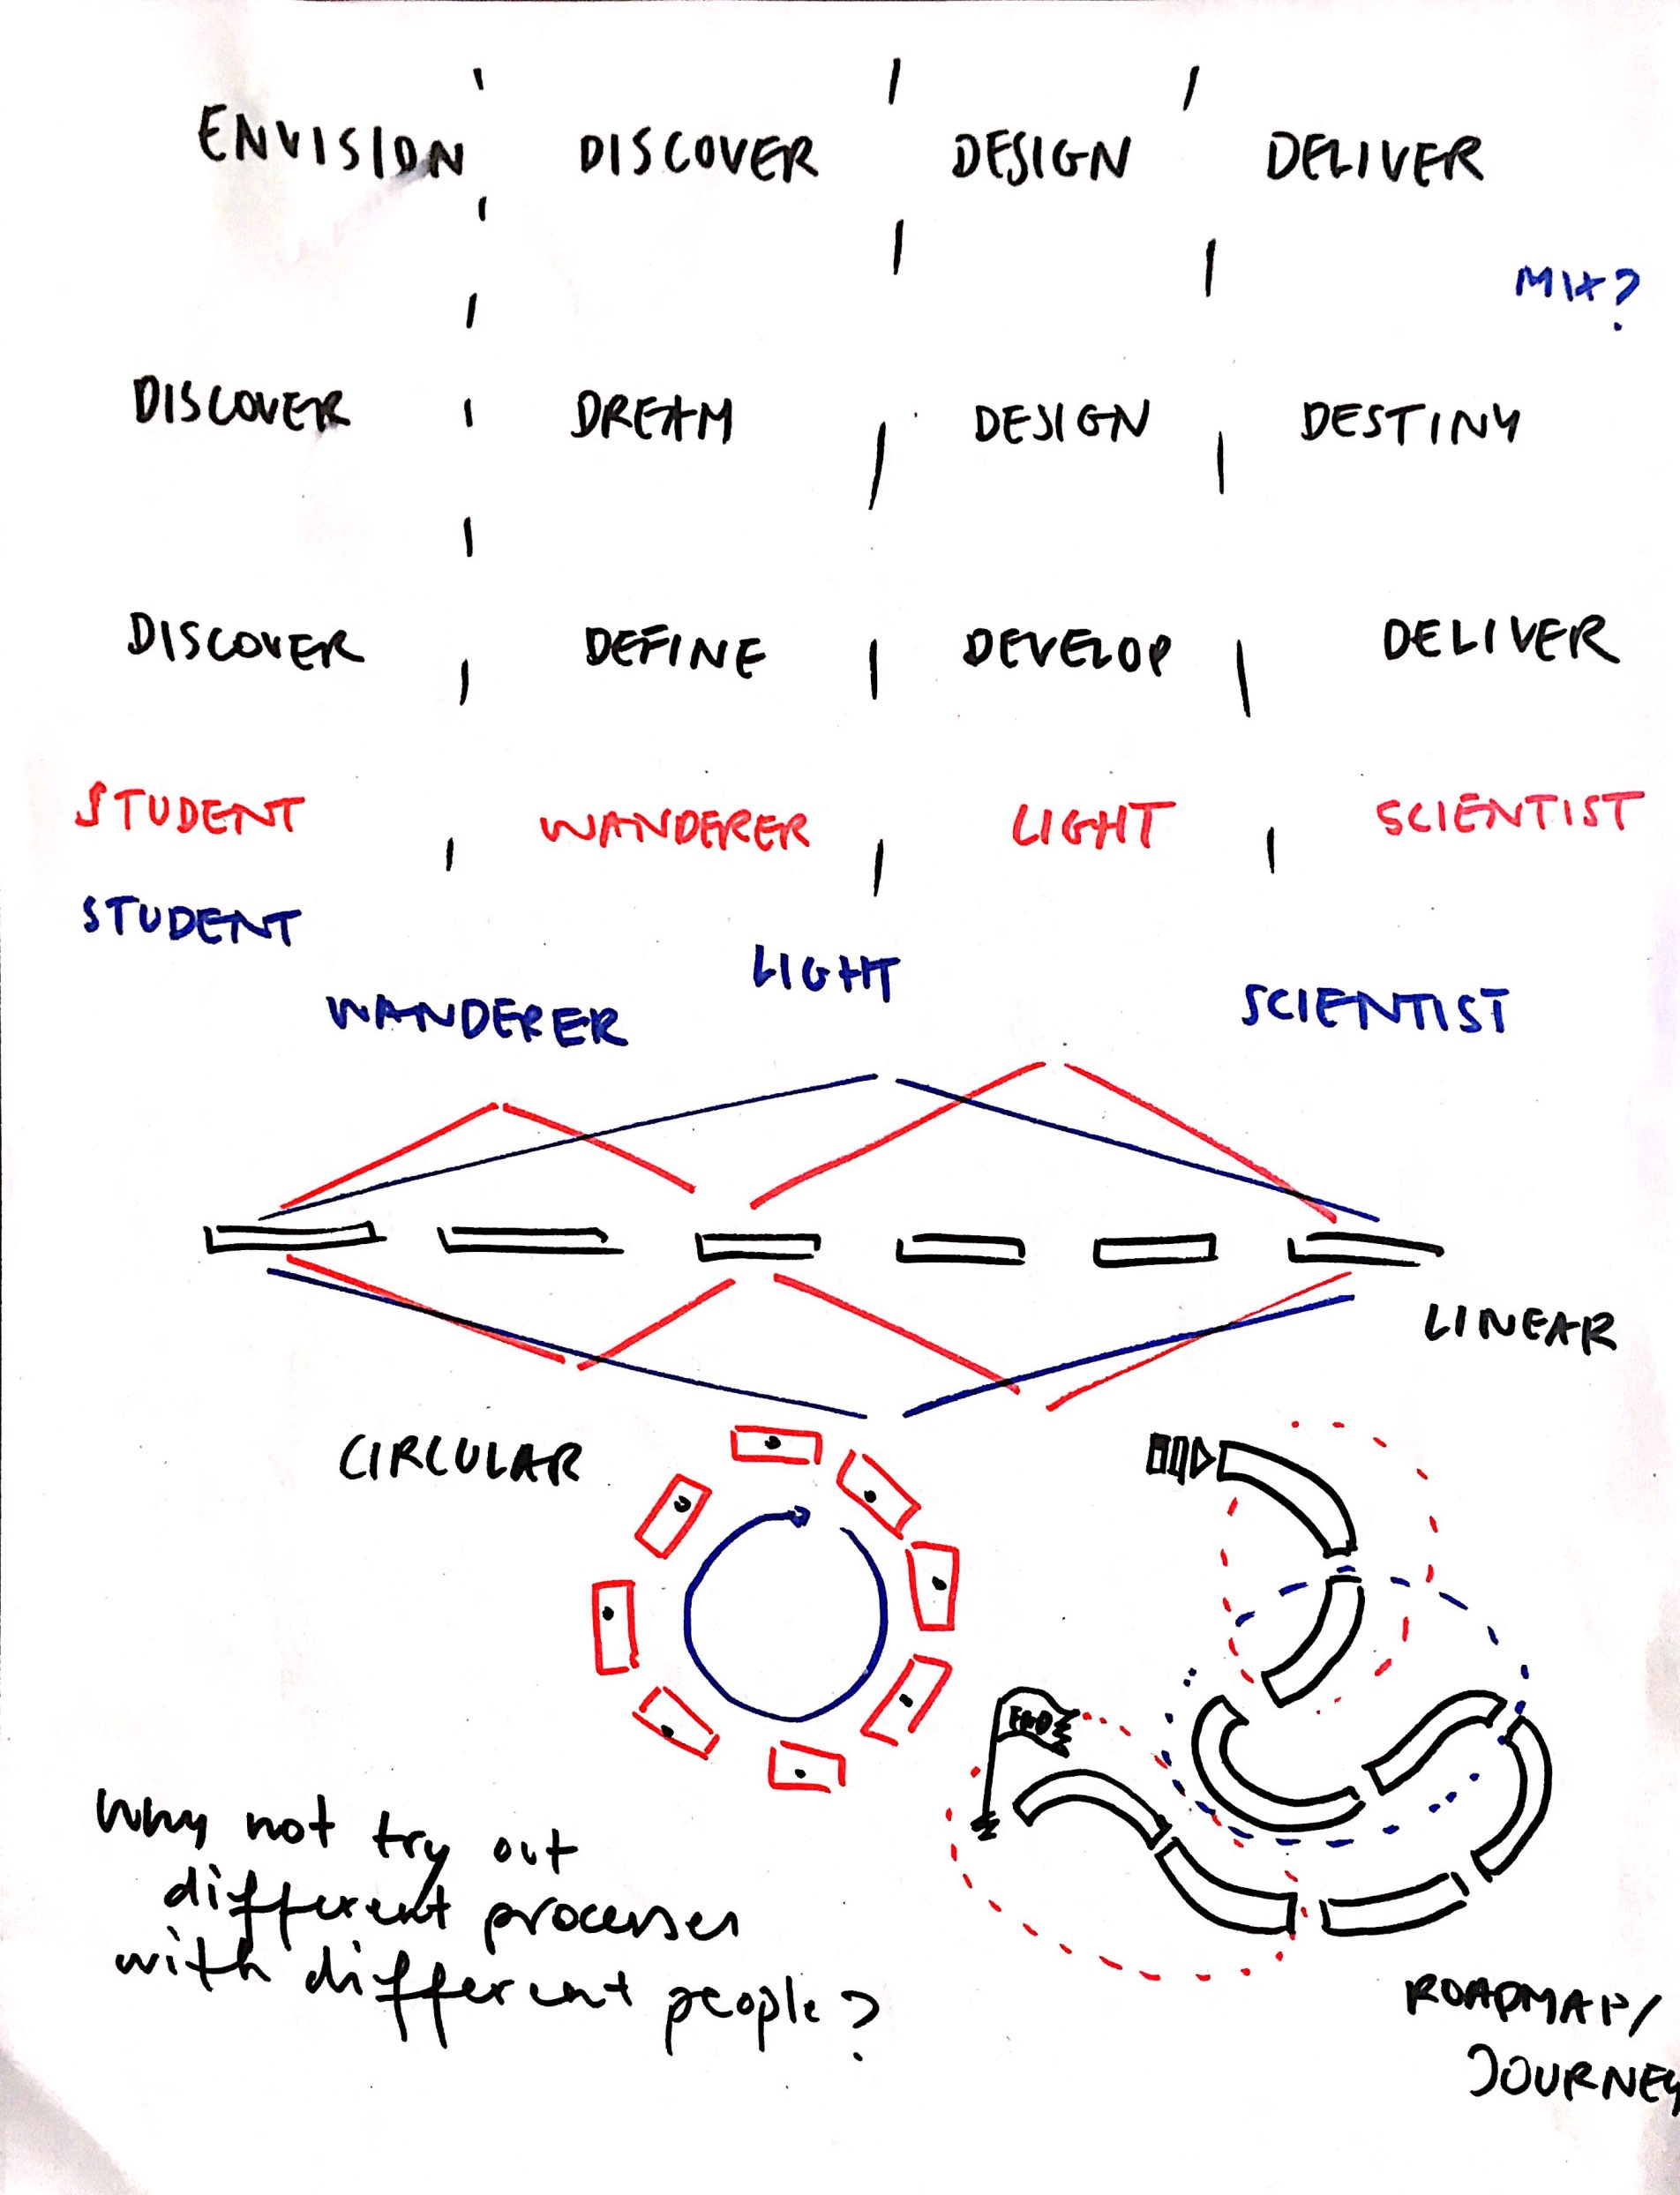 ENVISION DISCOVER DESIGN DELIVER
MIX?
DISCOVER DREAM DESIGN DESTINY
DISCOVER DEFINE DEVELOP DELIVER
STUDENT WANDERER LIGHT SCIENTIST
STUDENT
LIGHT
WANDERER SCIENTIST
LINEAR
CIRCULAR
Why not try out
different processes
with different people?
ROADMAP/
JOURNEY